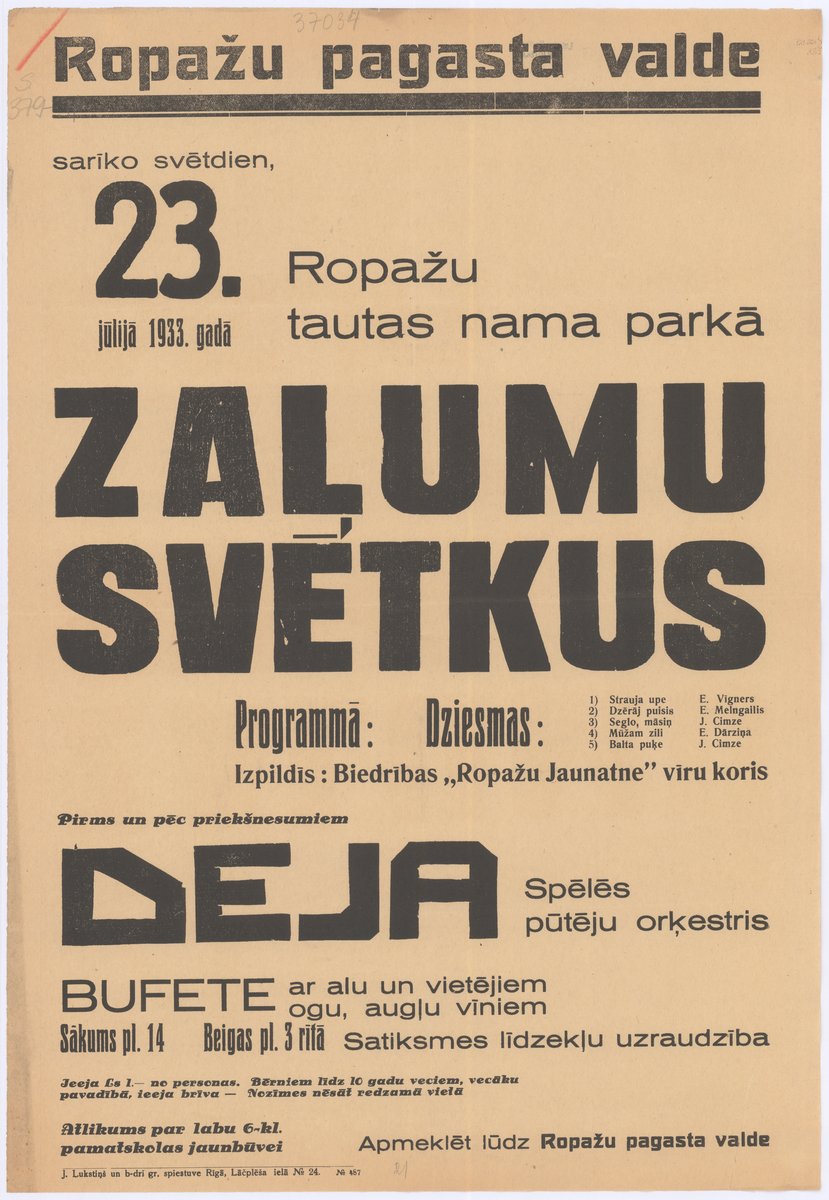 37034
Ropažu pagasta valde
sarīko svētdien,
23.
jūlijā 1933. gadā
Ropažu
tautas nama parkā
ZAĻUMU
SVĒTKUS
Programmā: Dziesmas:
1) Strauja upe E. Vigners
2) Dzērāj puisis E. Melngailis
3) Seglo, māsiņ J. Cimze
4) Mūžam zili E. Dārziņa
5) Balta puķe J. Cimze
Izpildīs: Biedrības „Ropažu Jaunatne” vīru koris
Pirms un pēc priekšnesumiem
DEJA
Spēlēs
pūtēju orķestris
BUFETE
ar alu un vietējiem
ogu, augļu vīniem
Sākums pl. 14 Beigas pl. 3 rītā Satiksmes līdzekļu uzraudzība
Ieeja Ls 1.— no personas. Bērniem līdz 10 gadu veciem, vecāku
pavadībā, ieeja brīva — Nozīmes nēsāt redzamā vietā
Atlikums par labu 6-kl.
pamatskolas jaunbūvei
Apmeklēt lūdz Ropažu pagasta valde
J. Lukstiņš un b-dri gr. spiestuve Rīgā, Lāčplēša ielā № 24. № 487